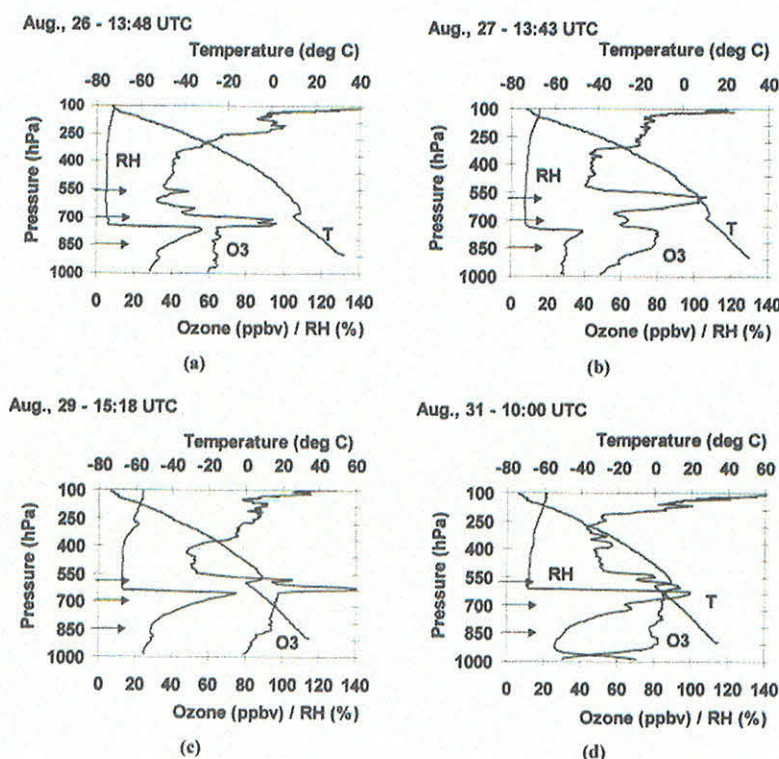 Aug., 26 - 13:48 UTC
Temperature (deg C)
-80 -60 -40 -20 0 20 40
Pressure (hPa)
100
250
400
550
700
850
1000
RH
T
O3
0 20 40 60 80 100 120 140
Ozone (ppbv) / RH (%)
(a)
Aug., 27 - 13:43 UTC
Temperature (deg C)
-80 -60 -40 -20 0 20 40
Pressure (hPa)
100
250
400
550
700
850
1000
RH
T
O3
0 20 40 60 80 100 120 140
Ozone (ppbv) / RH (%)
(b)
Aug., 29 - 15:18 UTC
Temperature (deg C)
-80 -60 -40 -20 0 20 40 60
Pressure (hPa)
100
250
400
550
700
850
1000
O3
0 20 40 60 80 100 120 140
Ozone (ppbv) / RH (%)
(c)
Aug., 31 - 10:00 UTC
Temperature (deg C)
-80 -60 -40 -20 0 20 40 60
Pressure (hPa)
100
250
400
550
700
850
1000
RH
T
O3
0 20 40 60 80 100 120 140
Ozone (ppbv) / RH (%)
(d)